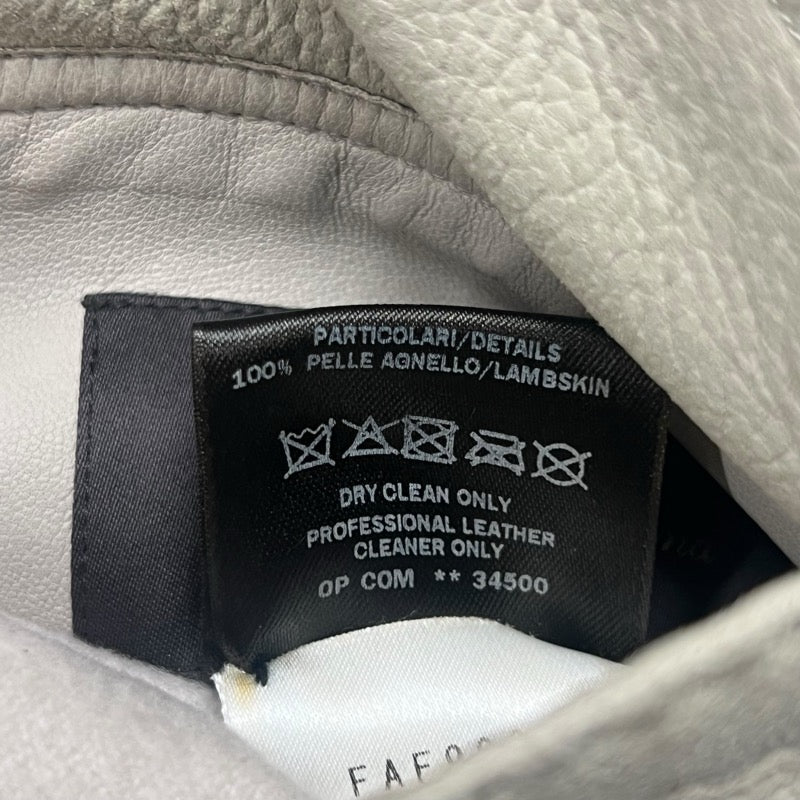 PARTICOLARI/DETAILS
100% PELLE AGNELLO/LAMBSKIN
DRY CLEAN ONLY
PROFESSIONAL LEATHER
CLEANER ONLY
OP COM ** 34500